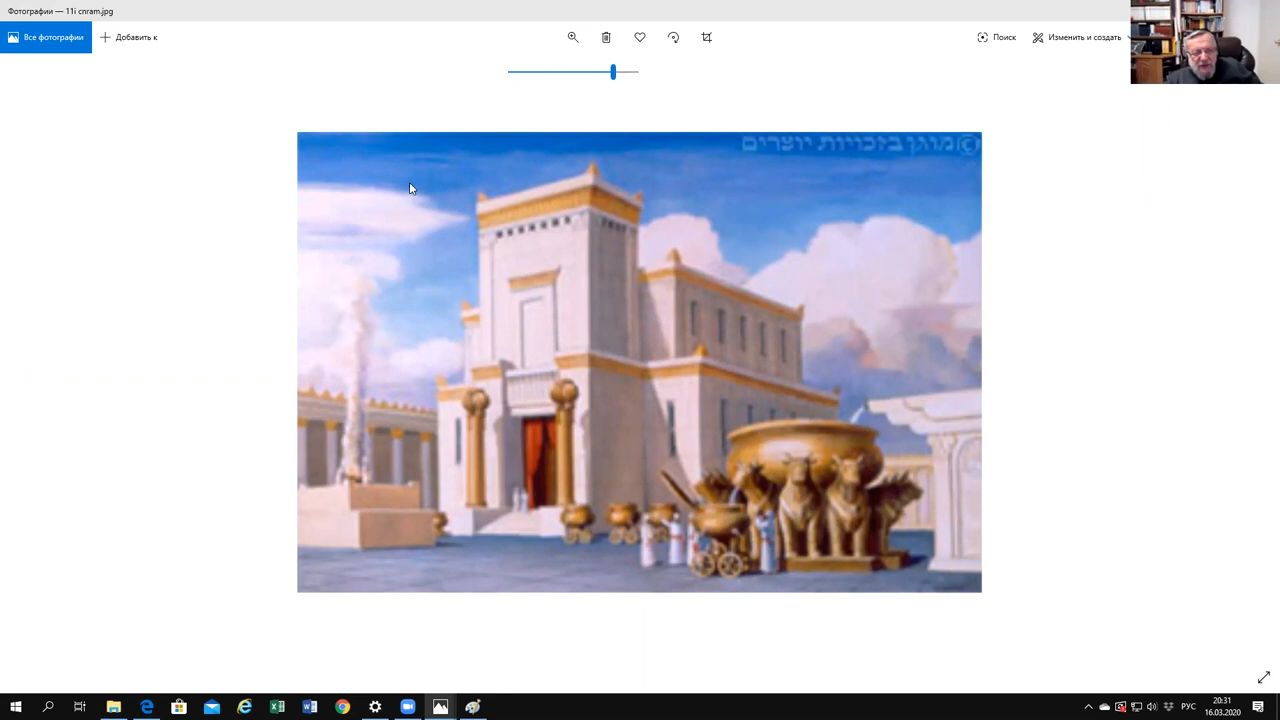 Фотографии — 11i cnram.jpg
Все фотографии
Добавить к
Поиск
Изменить и создать
© מוגן בזכויות יוצרים
РУС
20:31
16.03.2020